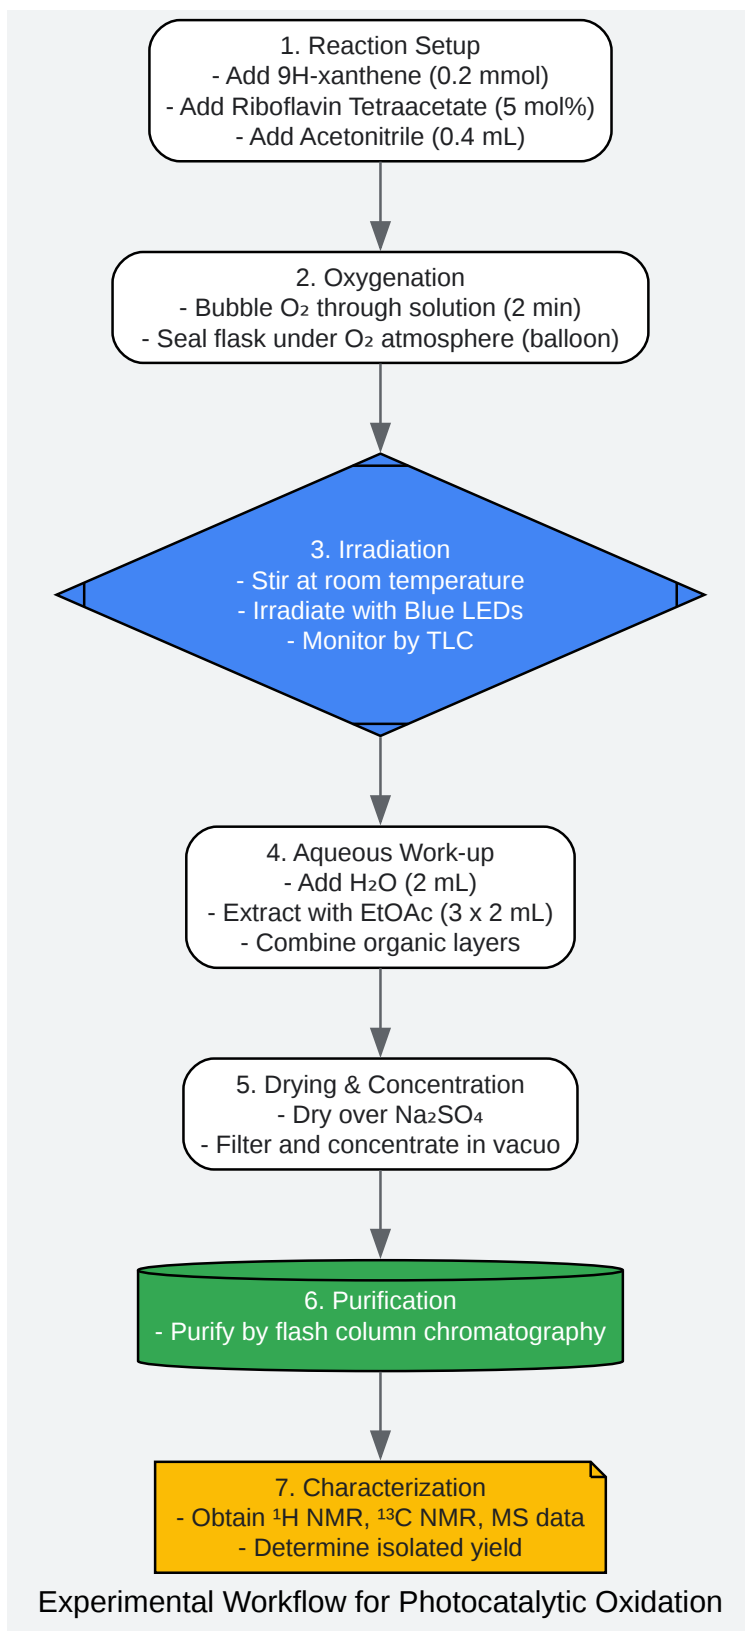 1. Reaction Setup
- Add 9H-xanthene (0.2 mmol)
- Add Riboflavin Tetraacetate (5 mol%)
- Add Acetonitrile (0.4 mL)
2. Oxygenation
- Bubble O₂ through solution (2 min)
- Seal flask under O₂ atmosphere (balloon)
3. Irradiation
- Stir at room temperature
- Irradiate with Blue LEDs
- Monitor by TLC
4. Aqueous Work-up
- Add H₂O (2 mL)
- Extract with EtOAc (3 x 2 mL)
- Combine organic layers
5. Drying & Concentration
- Dry over Na₂SO₄
- Filter and concentrate in vacuo
6. Purification
- Purify by flash column chromatography
7. Characterization
- Obtain ¹H NMR, ¹³C NMR, MS data
- Determine isolated yield
Experimental Workflow for Photocatalytic Oxidation